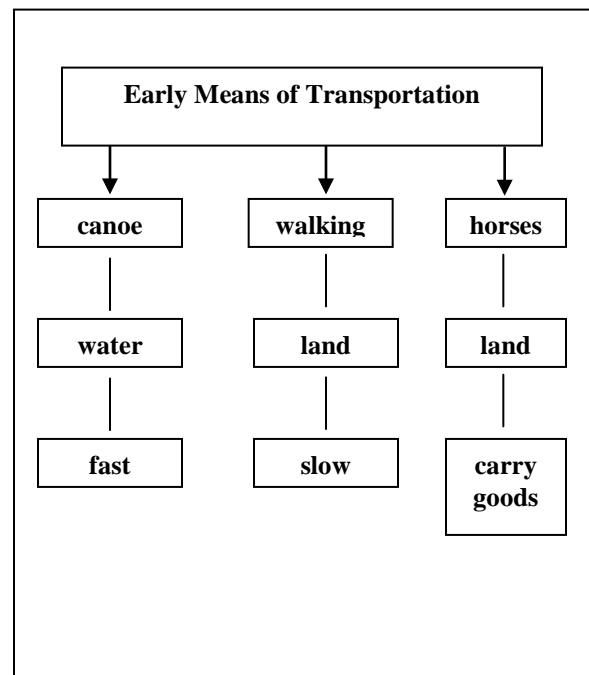 Early Means of Transportation
canoe
walking
horses
water
land
land
fast
slow
carry
goods